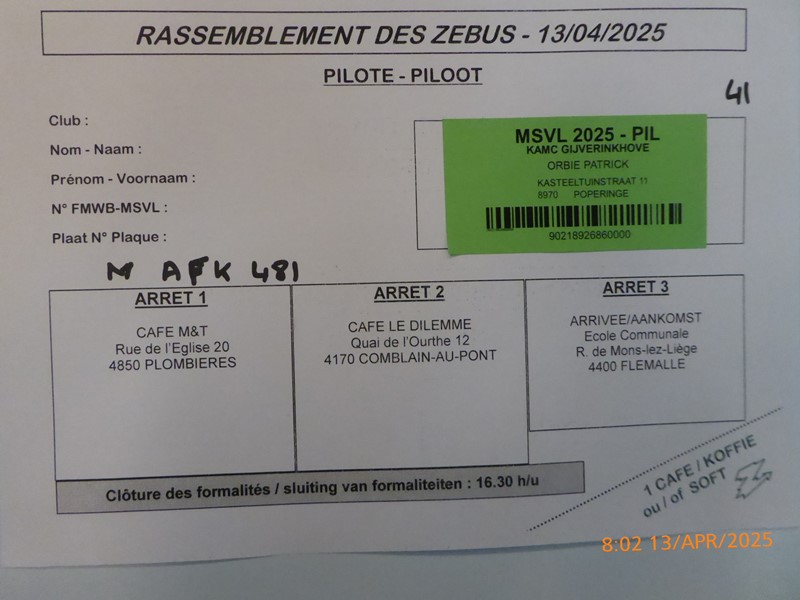 RASSEMBLEMENT DES ZEBUS - 13/04/2025
PILOTE - PILOOT
41
Club :
Nom - Naam :
Prénom - Voornaam :
N° FMWB-MSVL :
Plaat N° Plaque :
MSVL 2025 - PIL
KAMC GIJVERINKHOVE
ORBIE PATRICK
KASTEELTUINSTRAAT 11
8970 POPERINGE
90218926860000
M AFK 481
ARRET 1
CAFE M&T
Rue de l'Eglise 20
4850 PLOMBIERES
ARRET 2
CAFE LE DILEMME
Quai de l'Ourthe 12
4170 COMBLAIN-AU-PONT
ARRET 3
ARRIVEE/AANKOMST
Ecole Communale
R. de Mons-lez-Liège
4400 FLEMALLE
Clôture des formalités / sluiting van formaliteiten : 16.30 h/u
1 CAFE / KOFFIE
ou / of SOFT
8:02 13/APR/2025